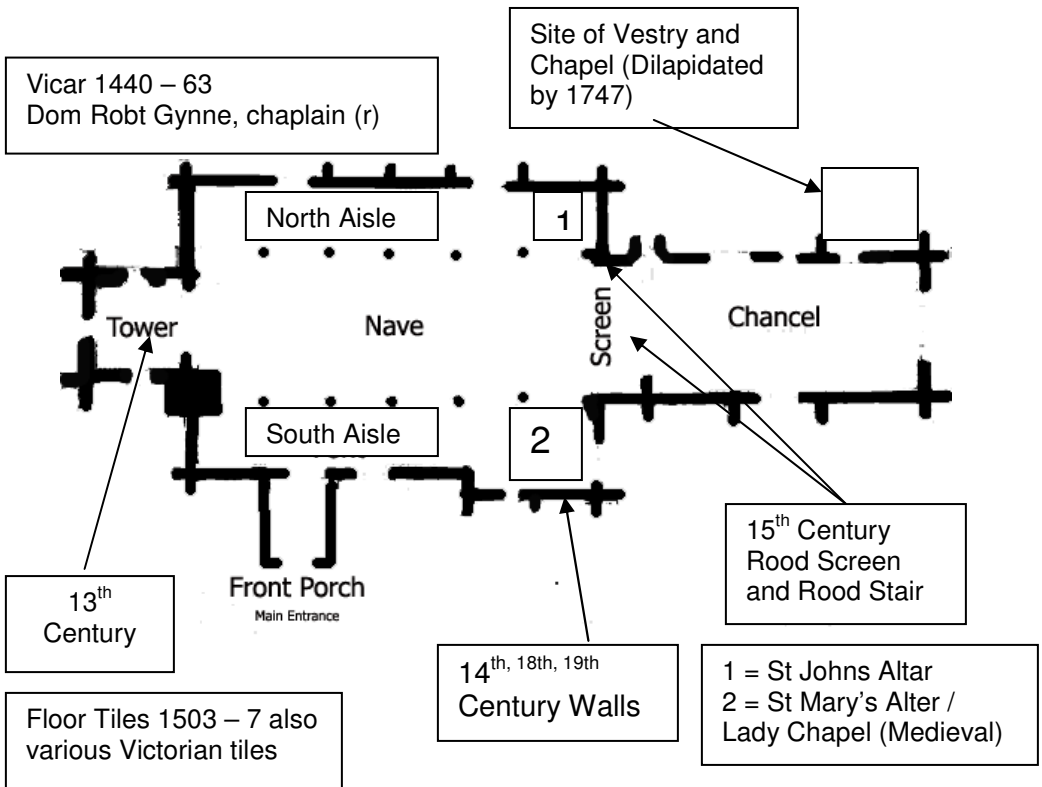 Site of Vestry and
Chapel (Dilapidated
by 1747)
Vicar 1440 – 63
Dom Robt Gynne, chaplain (r)
North Aisle
1
Tower
Nave
Screen
Chancel
South Aisle
2
Front Porch
Main Entrance
15th Century
Rood Screen
and Rood Stair
13th
Century
14th, 18th, 19th
Century Walls
1 = St Johns Altar
2 = St Mary's Alter /
Lady Chapel (Medieval)
Floor Tiles 1503 – 7 also
various Victorian tiles